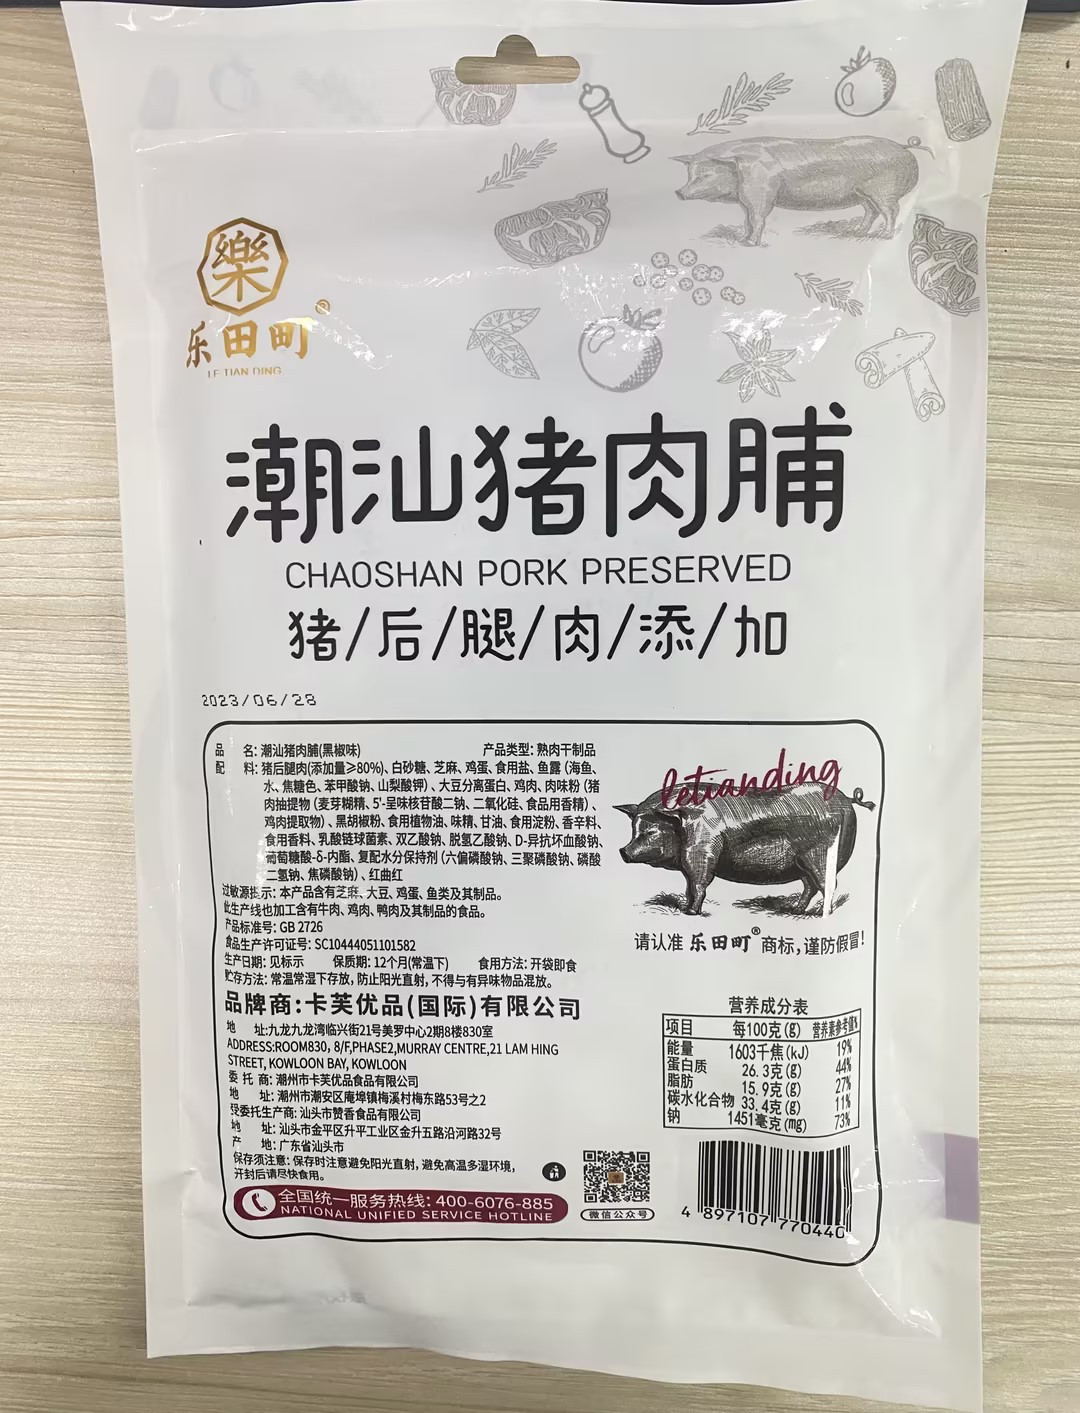 樂
乐田町®
LE TIAN DING
潮汕猪肉脯
CHAOSHAN PORK PRESERVED
猪/后/腿/肉/添/加
2023/06/28
品 名: 潮汕猪肉脯(黑椒味) 产品类型: 熟肉干制品
配 料: 猪后腿肉(添加量≥80%)、白砂糖、芝麻、鸡蛋、食用盐、鱼露(海鱼、
水、焦糖色、苯甲酸钠、山梨酸钾)、大豆分离蛋白、鸡肉、肉味粉(猪
肉抽提物(麦芽糊精、5'-呈味核苷酸二钠、二氧化硅、食品用香精)、
鸡肉提取物)、黑胡椒粉、食用植物油、味精、甘油、食用淀粉、香辛料、
食用香料、乳酸链球菌素、双乙酸钠、脱氢乙酸钠、D-异抗坏血酸钠、
葡萄糖酸-δ-内酯、复配水分保持剂(六偏磷酸钠、三聚磷酸钠、磷酸
二氢钠、焦磷酸钠)、红曲红
过敏源提示: 本产品含有芝麻、大豆、鸡蛋、鱼类及其制品。
此生产线也加工含有牛肉、鸡肉、鸭肉及其制品的食品。
产品标准号: GB 2726
食品生产许可证号: SC10444051101582
生产日期: 见标示 保质期: 12个月(常温下) 食用方法: 开袋即食
贮存方法: 常温常湿下存放, 防止阳光直射, 不得与有异味物品混放。
品牌商: 卡芙优品(国际)有限公司
地 址: 九龙九龙湾临兴街21号美罗中心2期8楼830室
ADDRESS:ROOM830, 8/F,PHASE2,MURRAY CENTRE,21 LAM HING
STREET, KOWLOON BAY, KOWLOON
委托商: 潮州市卡芙优品食品有限公司
地 址: 潮州市潮安区庵埠镇梅溪村梅东路53号之2
受委托生产商: 汕头市赞香食品有限公司
地 址: 汕头市金平区升平工业区金升五路沿河路32号
产 地: 广东省汕头市
保存须注意: 保存时注意避免阳光直射, 避免高温多湿环境,
开封后请尽快食用。
全国统一服务热线: 400-6076-885
NATIONAL UNIFIED SERVICE HOTLINE
letianding
请认准 乐田町® 商标, 谨防假冒!
营养成分表
项目 每100克(g) 营养素参考值%
能量 1603千焦(kJ) 19%
蛋白质 26.3克(g) 44%
脂肪 15.9克(g) 27%
碳水化合物 33.4克(g) 11%
钠 1451毫克(mg) 73%
微信公众号
4 897107 770440